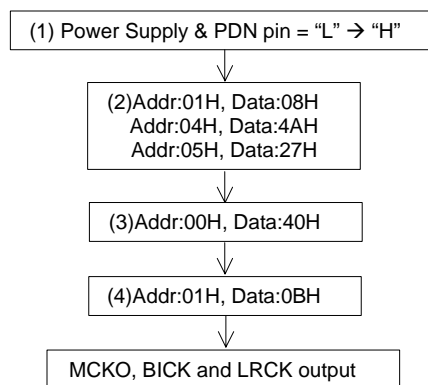 (1) Power Supply & PDN pin = “L” → “H”
(2)Addr:01H, Data:08H
Addr:04H, Data:4AH
Addr:05H, Data:27H
(3)Addr:00H, Data:40H
(4)Addr:01H, Data:0BH
MCKO, BICK and LRCK output